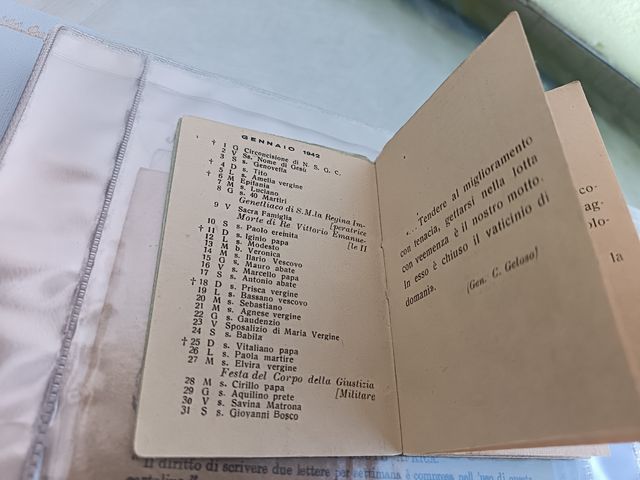 GENNAIO 1942
† 1 G Circoncisione di N. S. G. C.
2 V Ss. Nome di Gesù
3 S s. Genoveffa
† 4 D s. Tito
5 L s. Amelia vergine
† 6 M Epifania
7 M s. Luciano
8 G s. 40 Martiri
Genetliaco di S.M. la Regina Im-
9 V Sacra Famiglia [peratrice
Morte di Re Vittorio Emanue-
10 S s. Paolo eremita [le II
† 11 D s. Iginio papa
12 L s. Modesto
13 M b. Veronica
14 M s. Ilario Vescovo
15 G s. Mauro abate
16 V s. Marcello papa
17 S s. Antonio abate
† 18 D s. Prisca vergine
19 L s. Bassano vescovo
20 M s. Sebastiano
21 M s. Agnese vergine
22 G s. Gaudenzio
23 V Sposalizio di Maria Vergine
24 S s. Babila
† 25 D s. Vitaliano papa
26 L s. Paola martire
27 M s. Elvira vergine
Festa del Corpo della Giustizia
28 M s. Cirillo papa [Militare
29 G s. Aquilino prete
30 V s. Savina Matrona
31 S s. Giovanni Bosco
«...Tendere al miglioramento
con tenacia, gettarsi nella lotta
con veemenza è il nostro motto.
In esso è chiuso il vaticinio di
domani».
(Gen. C. Geloso)
co-
ag.
olo-
la
Il diritto di scrivere due lettere per settimana è compreso